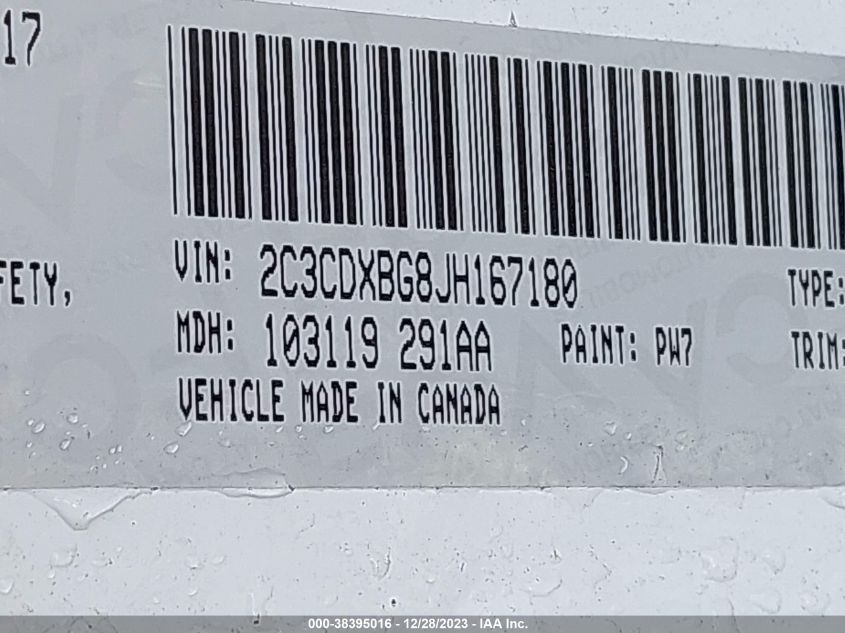 17
VIN: 2C3CDXBG8JH167180
TYPE:
FETY,
MDH: 103119 291AA PAINT: PW7
TRIM:
VEHICLE MADE IN CANADA
000-38395016 - 12/28/2023 - IAA Inc.